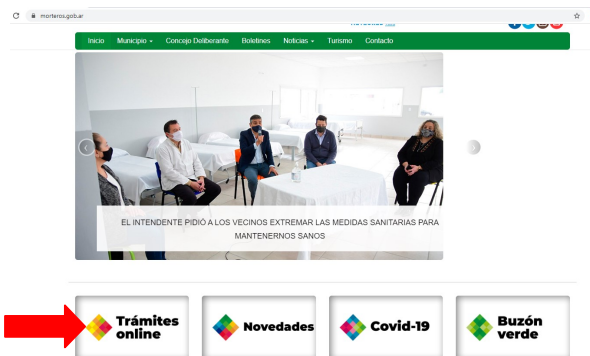 morteros.gob.ar
Inicio Municipio Concejo Deliberante Boletines Noticias Turismo Contacto
EL INTENDENTE PIDIÓ A LOS VECINOS EXTREMAR LAS MEDIDAS SANITARIAS PARA
MANTENERNOS SANOS
Trámites
online
Novedades
Covid-19
Buzón
verde